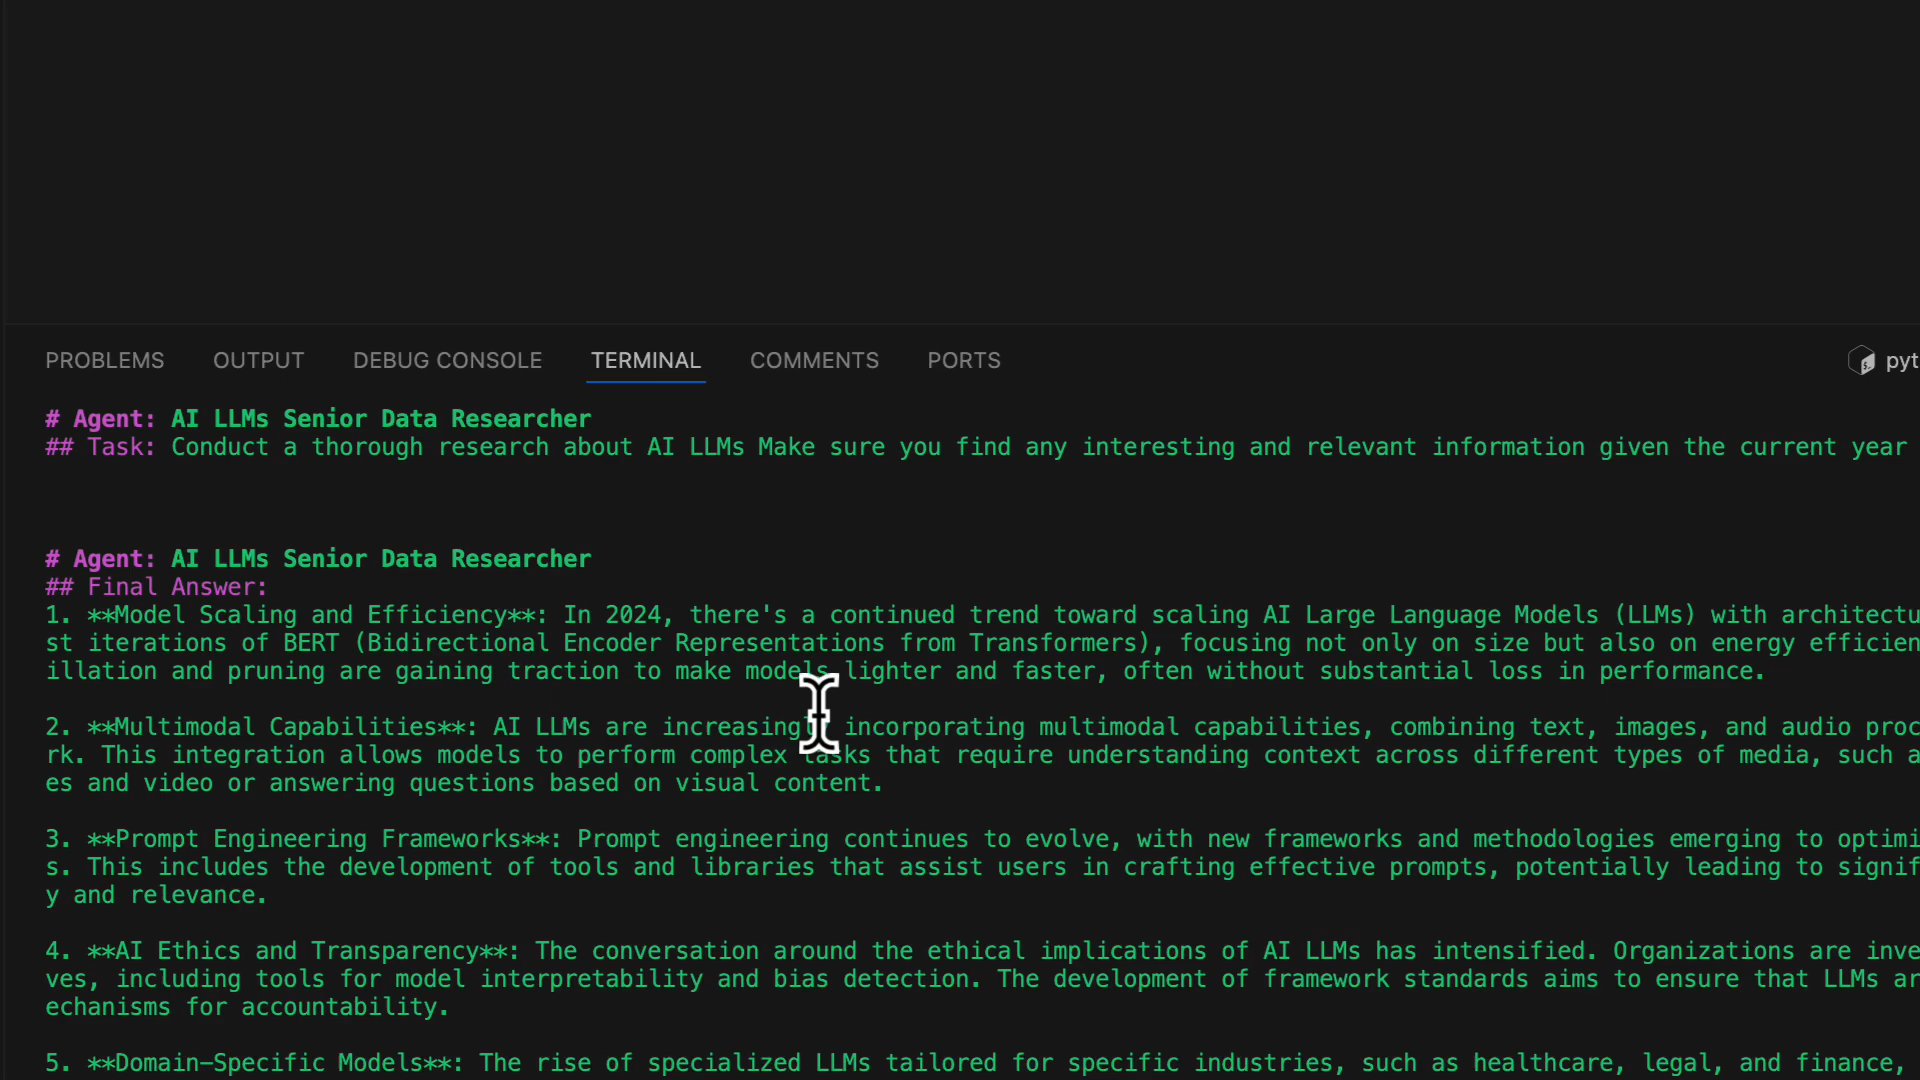 PROBLEMS OUTPUT DEBUG CONSOLE TERMINAL COMMENTS PORTS
# Agent: AI LLMs Senior Data Researcher
## Task: Conduct a thorough research about AI LLMs Make sure you find any interesting and relevant information given the current year
# Agent: AI LLMs Senior Data Researcher
## Final Answer:
1. **Model Scaling and Efficiency**: In 2024, there's a continued trend toward scaling AI Large Language Models (LLMs) with
st iterations of BERT (Bidirectional Encoder Representations from Transformers), focusing not only on size but also on energy
illation and pruning are gaining traction to make models lighter and faster, often without substantial loss in performance.
2. **Multimodal Capabilities**: AI LLMs are incorporating multimodal capabilities, combining text, images, and audio
rk. This integration allows models to perform complex tasks that require understanding context across different types of media, such
es and video or answering questions based on visual content.
3. **Prompt Engineering Frameworks**: Prompt engineering continues to evolve, with new frameworks and methodologies emerging to
s. This includes the development of tools and libraries that assist users in crafting effective prompts, potentially leading to
y and relevance.
4. **AI Ethics and Transparency**: The conversation around the ethical implications of AI LLMs has intensified. Organizations are
ves, including tools for model interpretability and bias detection. The development of framework standards aims to ensure that LLMs
echanisms for accountability.
5. **Domain-Specific Models**: The rise of specialized LLMs tailored for specific industries, such as healthcare, legal, and finance,